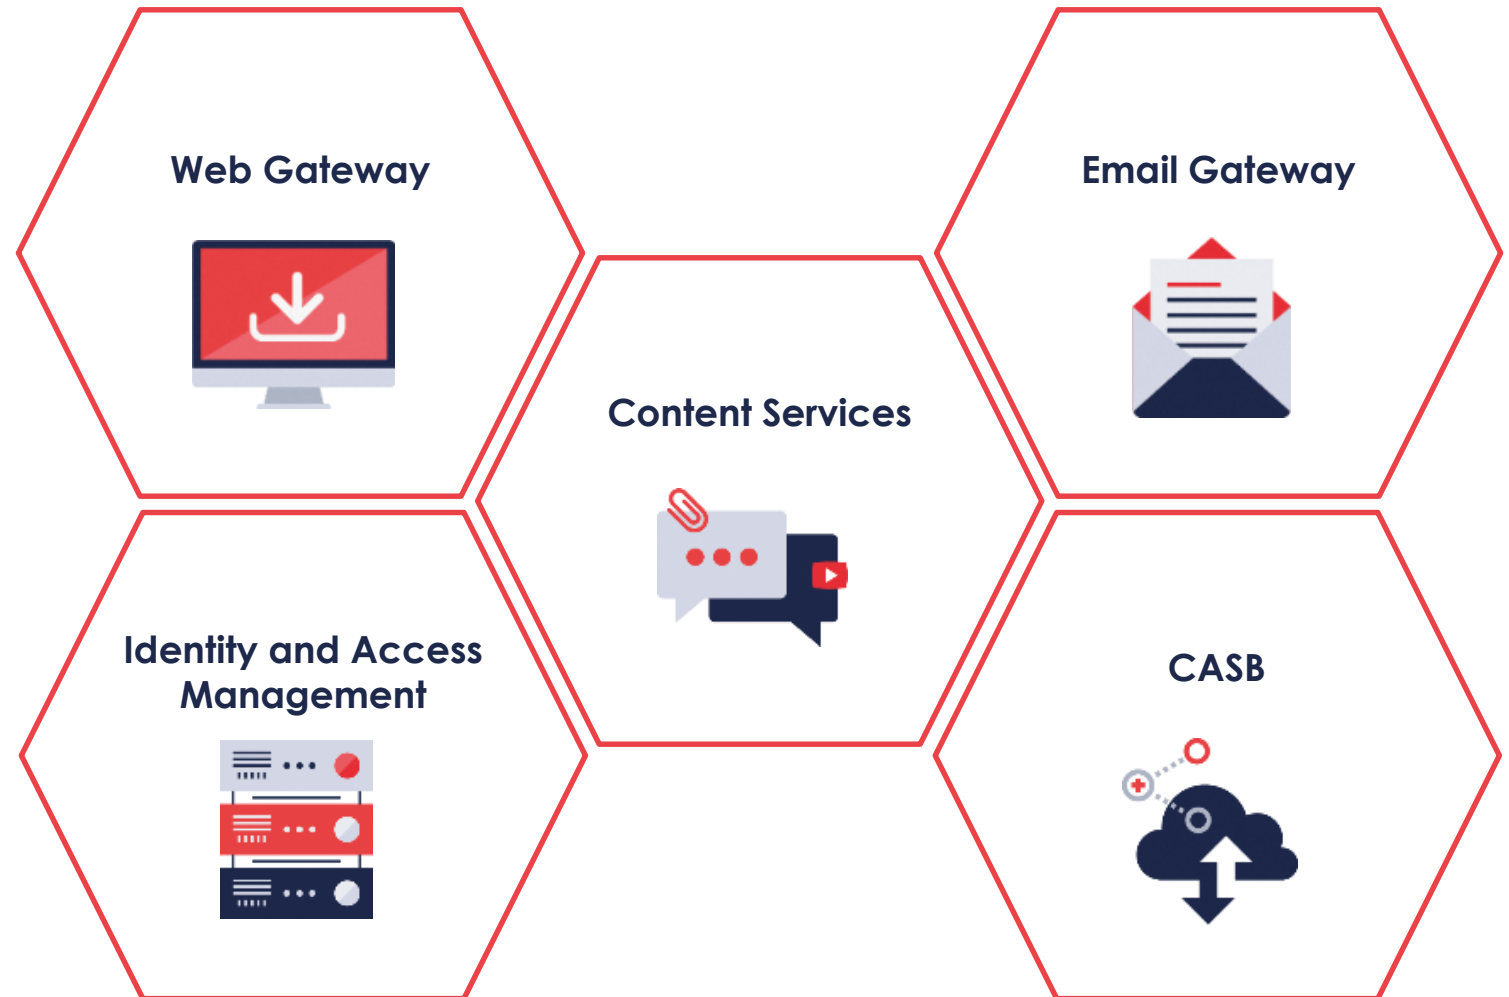 Web Gateway
Email Gateway
Content Services
Identity and Access
Management
CASB